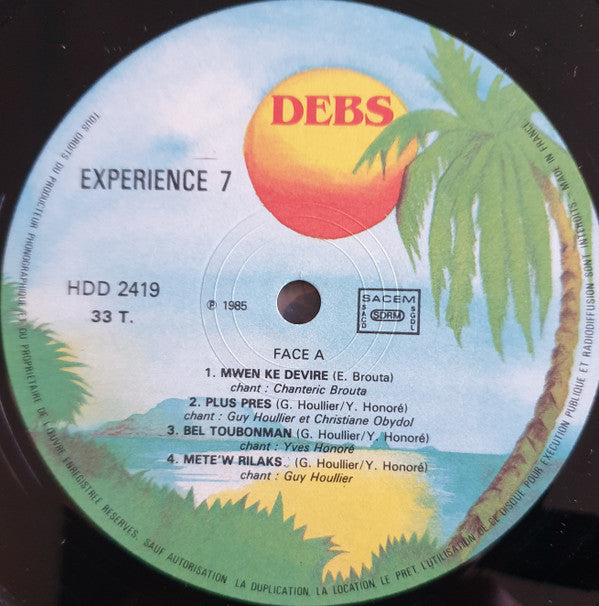 DEBS
EXPERIENCE 7
HDD 2419
33 T.
℗ 1985
SACEM
SACD
SDRM
SGDL
FACE A
1. MWEN KE DEVIRE (E. Brouta)
chant : Chanteric Brouta
2. PLUS PRES (G. Houllier/Y. Honoré)
chant : Guy Houllier et Christiane Obydol
3. BEL TOUBONMAN (G. Houllier/Y. Honoré)
chant : Yves Honoré
4. METE'W RILAKS. (G. Houllier/Y. Honoré)
chant : Guy Houllier
TOUS DROITS DU PRODUCTEUR PHONOGRAPHIQUE ET DU PROPRIETAIRE DE L'ŒUVRE ENREGISTREE RESERVES. SAUF AUTORISATION, LA DUPLICATION, LA LOCATION, LE PRET, L'UTILISATION DE CE DISQUE POUR EXECUTION PUBLIQUE ET RADIODIFFUSION SONT INTERDITS - MADE IN FRANCE